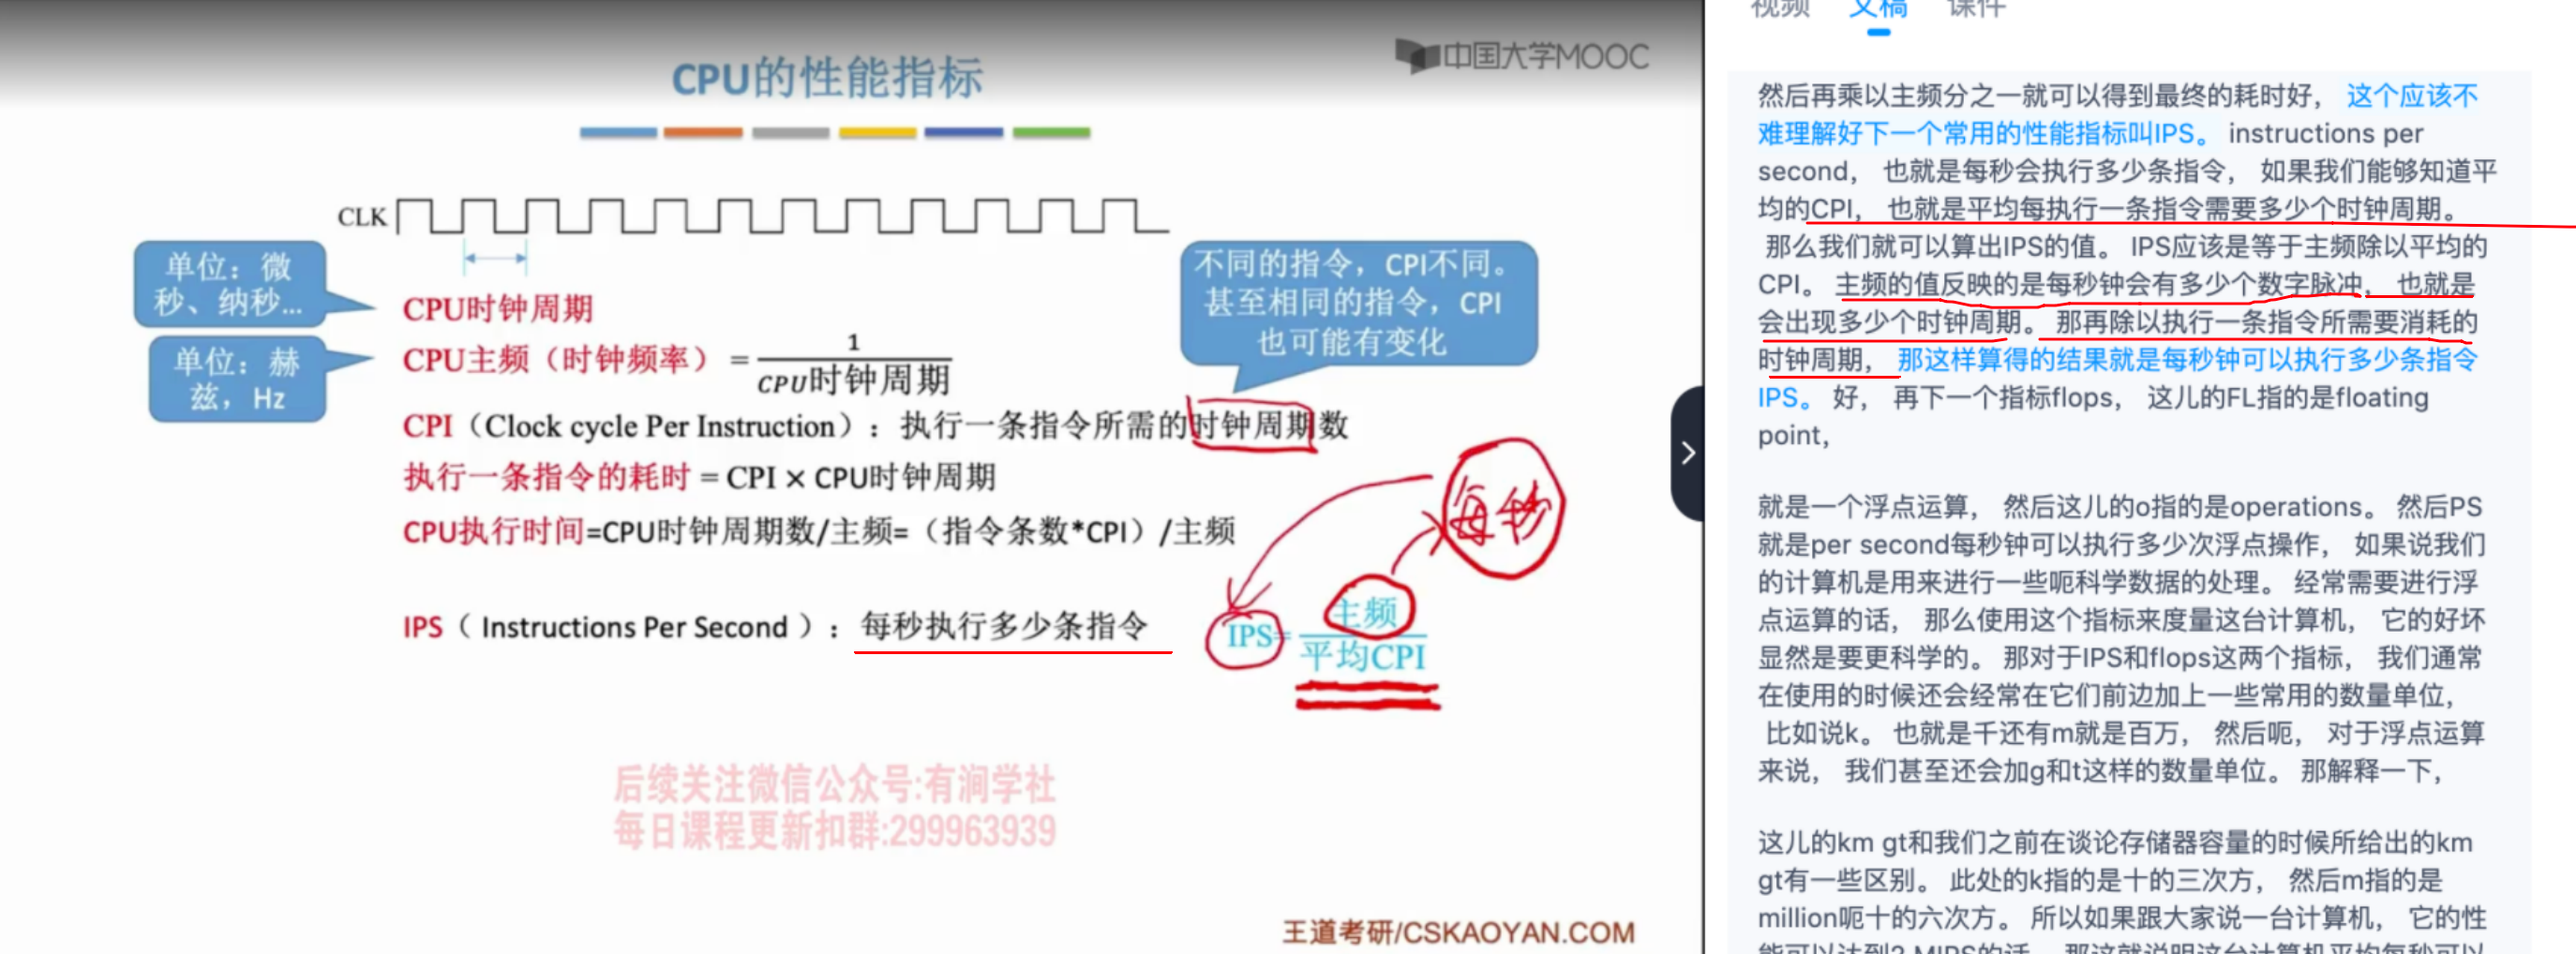 CPU的性能指标
中国大学MOOC
CLK
单位：微
秒、纳秒...
CPU时钟周期
单位：赫
兹，Hz
CPU主频（时钟频率）=
1
CPU时钟周期
不同的指令，CPI不同。
甚至相同的指令，CPI
也可能有变化
CPI（Clock cycle Per Instruction）：执行一条指令所需的时钟周期数
执行一条指令的耗时 = CPI × CPU时钟周期
CPU执行时间=CPU时钟周期数/主频=（指令条数*CPI）/主频
每秒
IPS（ Instructions Per Second ）：每秒执行多少条指令
IPS=
主频
平均CPI
后续关注微信公众号:有涧学社
每日课程更新扣群:299963939
王道考研/CSKAOYAN.COM
视频 文稿 课件
然后再乘以主频分之一就可以得到最终的耗时好， 这个应该不
难理解好下一个常用的性能指标叫IPS。 instructions per
second， 也就是每秒会执行多少条指令， 如果我们能够知道平
均的CPI， 也就是平均每执行一条指令需要多少个时钟周期。
那么我们就可以算出IPS的值。 IPS应该是等于主频除以平均的
CPI。 主频的值反映的是每秒钟会有多少个数字脉冲， 也就是
会出现多少个时钟周期。 那再除以执行一条指令所需要消耗的
时钟周期， 那这样算得的结果就是每秒钟可以执行多少条指令
IPS。 好， 再下一个指标flops， 这儿的FL指的是floating
point，
就是一个浮点运算， 然后这儿的o指的是operations。 然后PS
就是per second每秒钟可以执行多少次浮点操作， 如果说我们
的计算机是用来进行一些呃科学数据的处理。 经常需要进行浮
点运算的话， 那么使用这个指标来度量这台计算机， 它的好坏
显然是要更科学的。 那对于IPS和flops这两个指标， 我们通常
在使用的时候还会经常在它们前边加上一些常用的数量单位，
比如说k。 也就是千还有m就是百万， 然后呃， 对于浮点运算
来说， 我们甚至还会加g和t这样的数量单位。 那解释一下，
这儿的km gt和我们之前在谈论存储器容量的时候所给出的km
gt有一些区别。 此处的k指的是十的三次方， 然后m指的是
million呃十的六次方。 所以如果跟大家说一台计算机， 它的性
能可以达到2 MIPS的话， 那这就说明这台计算机平均每秒可以